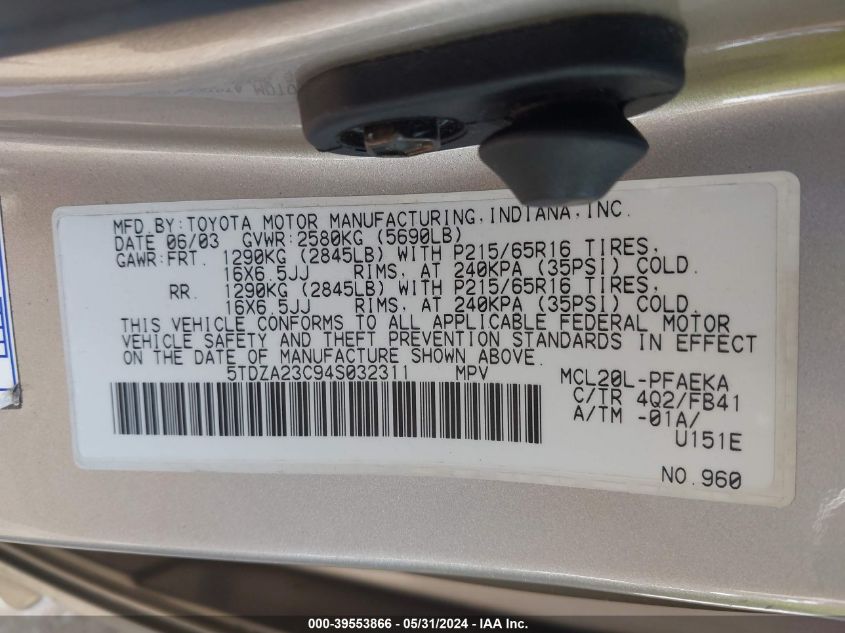 MFD.BY:TOYOTA MOTOR MANUFACTURING,INDIANA,INC.
DATE 06/03 GVWR:2580KG (5690LB)
GAWR:FRT. 1290KG (2845LB) WITH P215/65R16 TIRES,
16X6.5JJ RIMS, AT 240KPA (35PSI) COLD.
RR. 1290KG (2845LB) WITH P215/65R16 TIRES,
16X6.5JJ RIMS, AT 240KPA (35PSI) COLD.
THIS VEHICLE CONFORMS TO ALL APPLICABLE FEDERAL MOTOR
VEHICLE SAFETY AND THEFT PREVENTION STANDARDS IN EFFECT
ON THE DATE OF MANUFACTURE SHOWN ABOVE.
5TDZA23C94S032311 MPV MCL20L-PFAEKA
C/TR 4Q2/FB41
A/TM -01A/
U151E
NO.960
000-39553866 / 05/31/2024 / IAA, Inc.